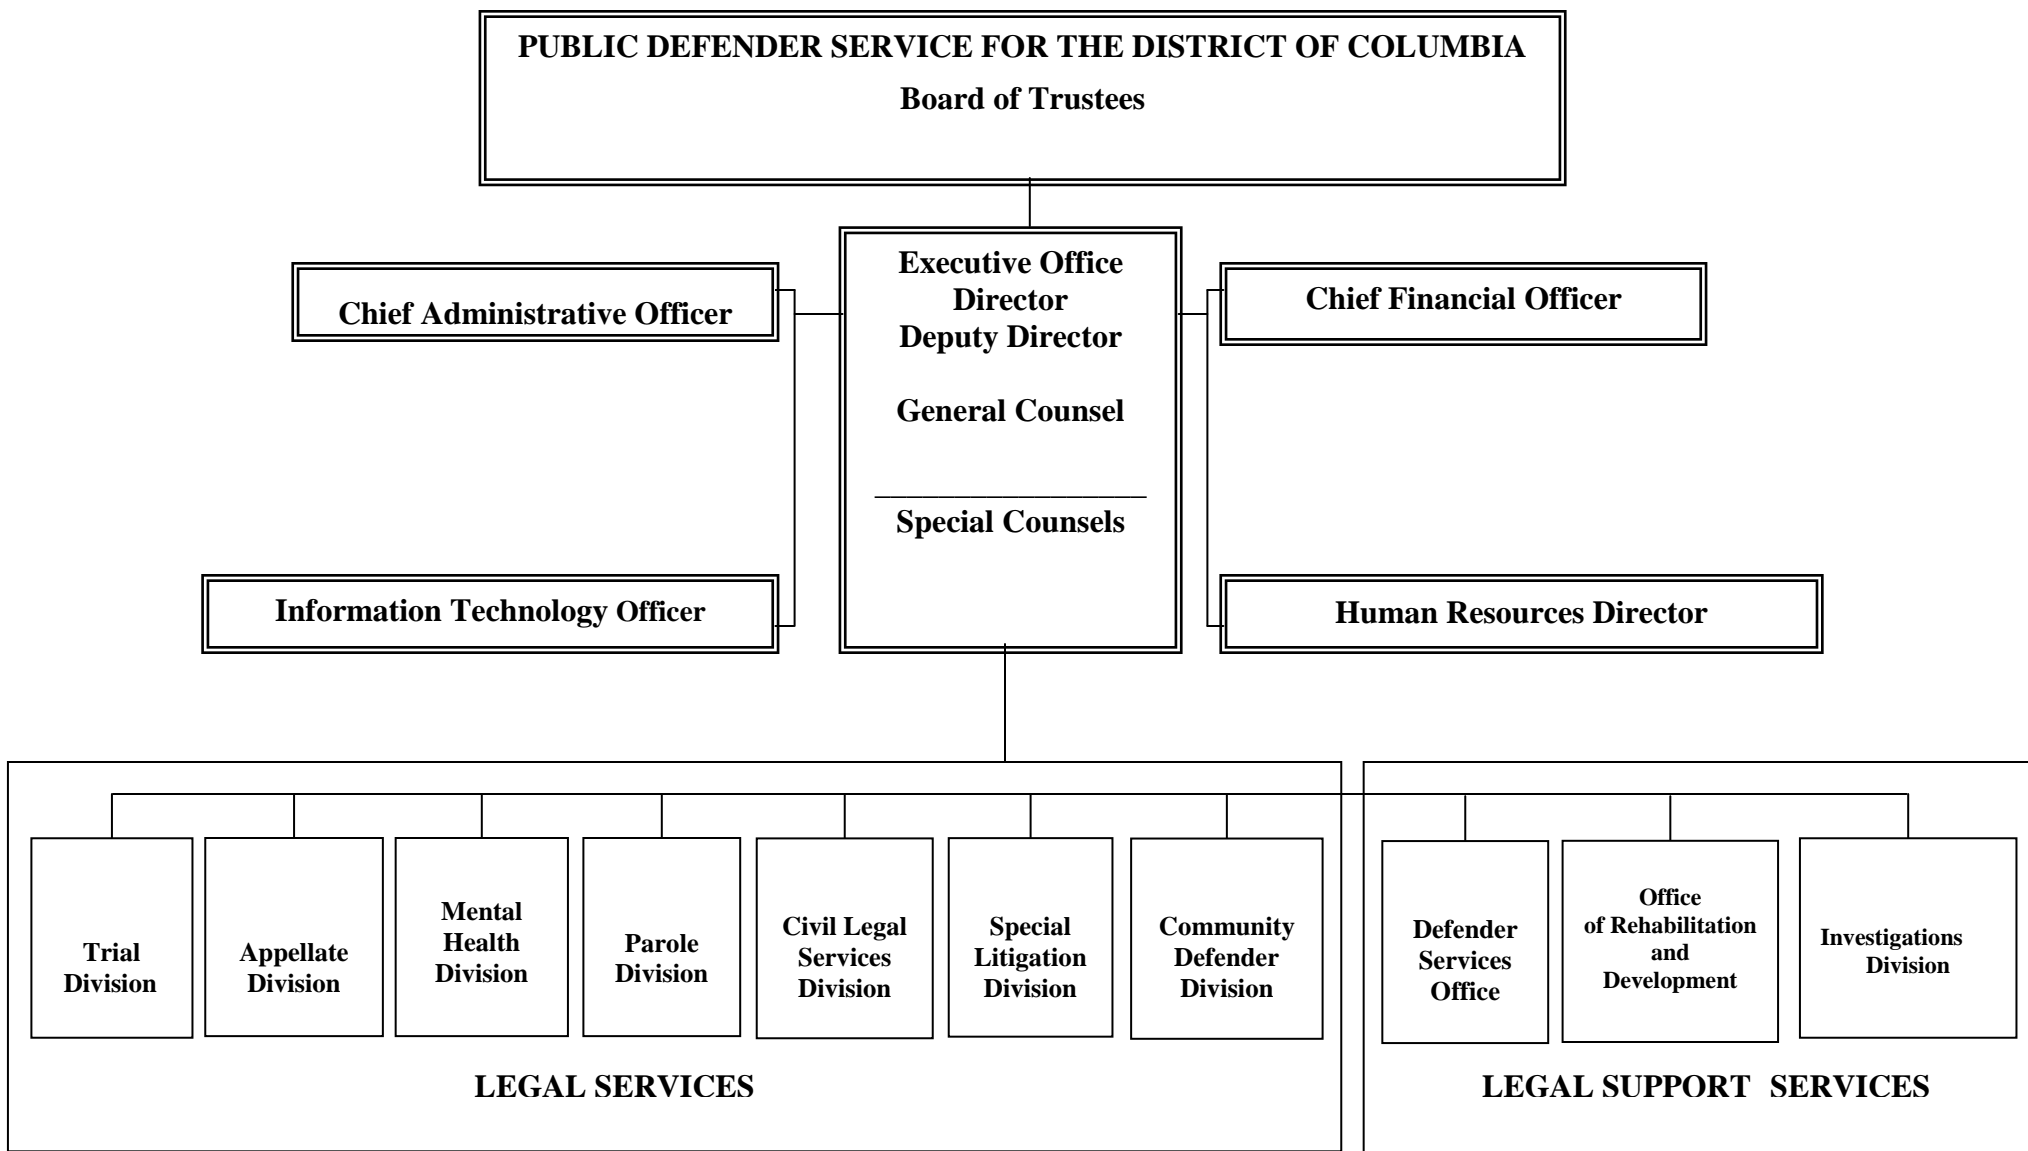 PUBLIC DEFENDER SERVICE FOR THE DISTRICT OF COLUMBIA
Board of Trustees
Executive Office
Director
Deputy Director
General Counsel
_________________
Special Counsels
Chief Administrative Officer
Chief Financial Officer
Information Technology Officer
Human Resources Director
Trial
Division
Appellate
Division
Mental
Health
Division
Parole
Division
Civil Legal
Services
Division
Special
Litigation
Division
Community
Defender
Division
Defender
Services
Office
Office
of Rehabilitation
and
Development
Investigations
Division
LEGAL SERVICES
LEGAL SUPPORT SERVICES